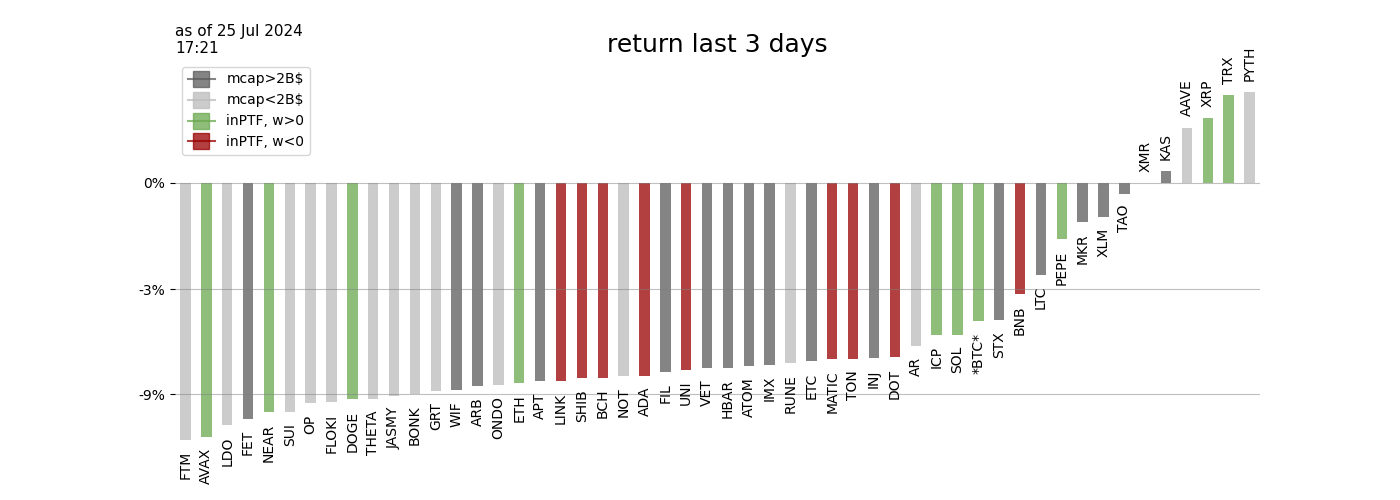 as of 25 Jul 2024
17:21
return last 3 days
mcap>2B$
mcap<2B$
inPTF, w>0
inPTF, w<0
0%
-3%
-9%
FTM
AVAX
LDO
FET
NEAR
SUI
OP
FLOKI
DOGE
THETA
JASMY
BONK
GRT
WIF
ARB
ONDO
ETH
APT
LINK
SHIB
BCH
NOT
ADA
FIL
UNI
VET
HBAR
ATOM
IMX
RUNE
ETC
MATIC
TON
INJ
DOT
AR
ICP
SOL
*BTC*
STX
BNB
LTC
PEPE
MKR
XLM
TAO
XMR
KAS
AAVE
XRP
TRX
PYTH